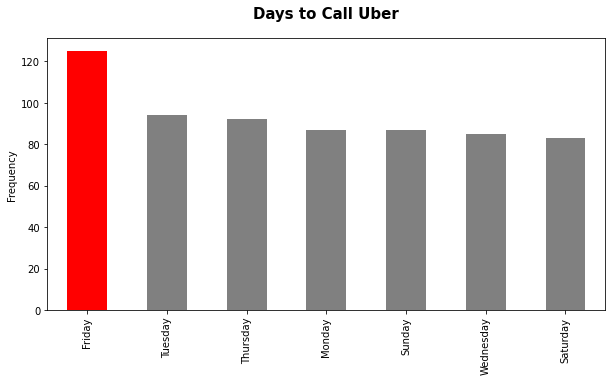 Days to Call Uber
Frequency
120
100
80
60
40
20
0
Friday
Tuesday
Thursday
Monday
Sunday
Wednesday
Saturday